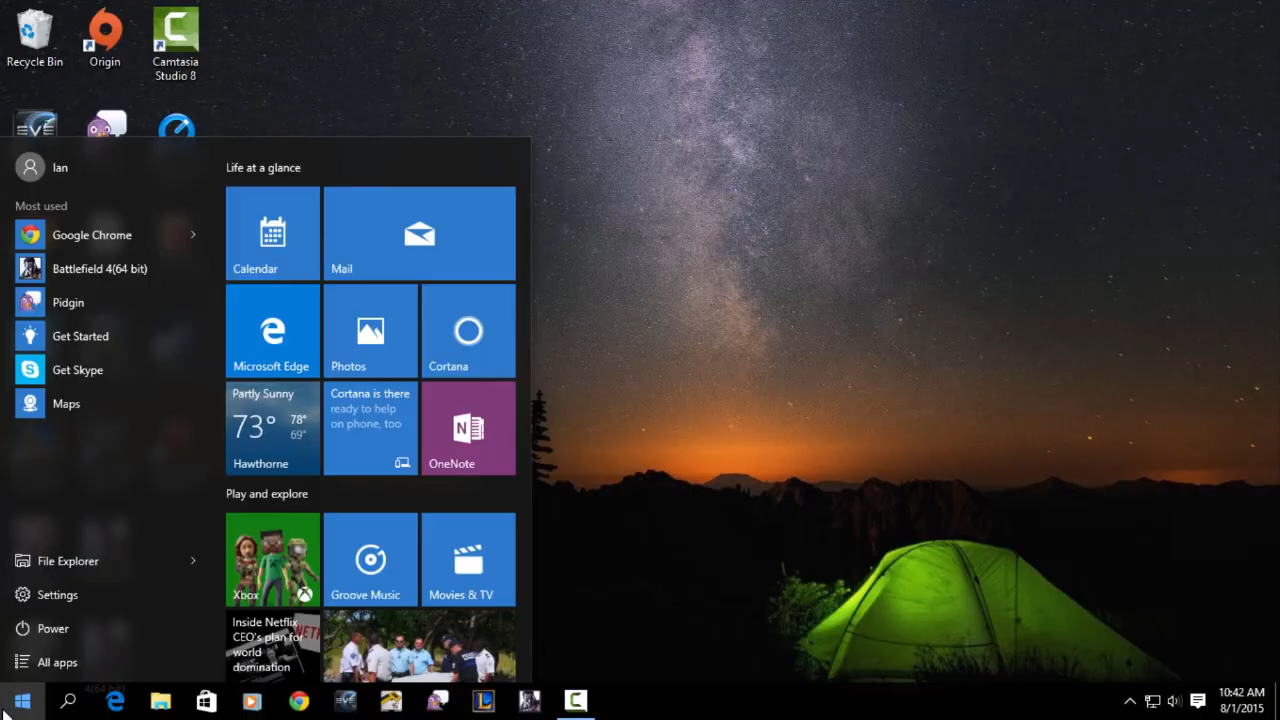 Recycle Bin
Origin
Camtasia
Studio 8
Ian
Most used
Google Chrome
Battlefield 4(64 bit)
Pidgin
Get Started
Get Skype
Maps
File Explorer
Settings
Power
All apps
Life at a glance
Calendar
Mail
Microsoft Edge
Photos
Cortana
Partly Sunny
73° 78°
69°
Hawthorne
Cortana is there
ready to help
on phone, too
OneNote
Play and explore
Xbox
Groove Music
Movies & TV
Inside Netflix
CEO's plan for
world
domination
4(64 bit)
10:42 AM
8/1/2015